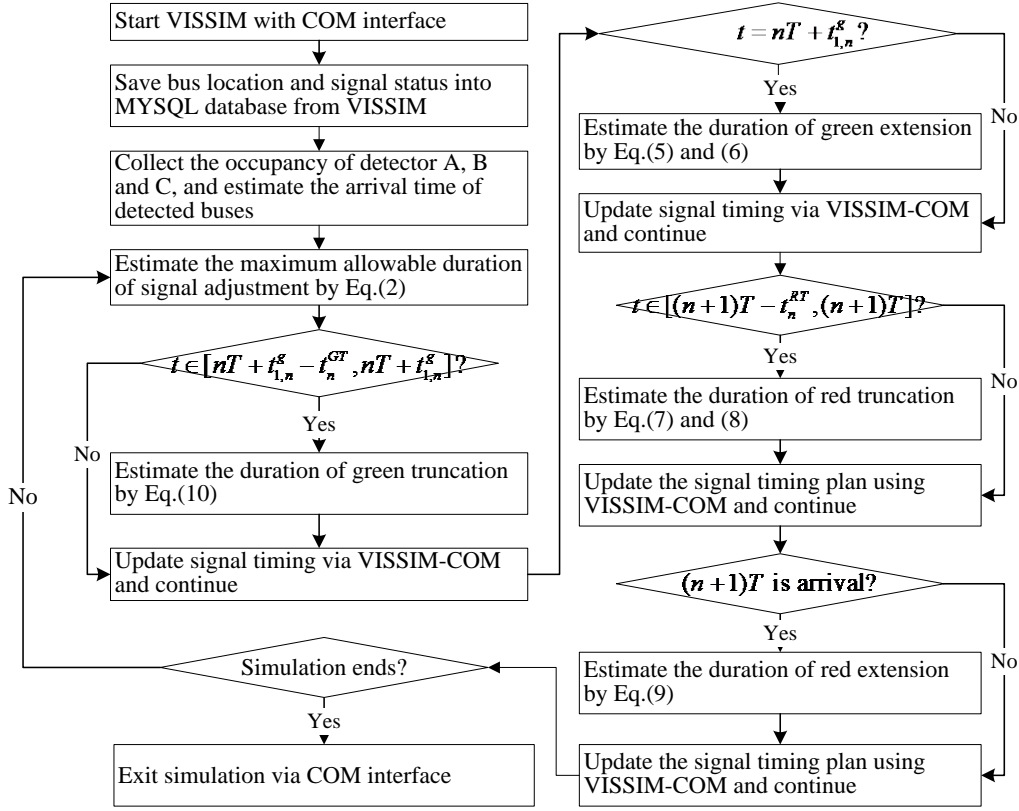 Start VISSIM with COM interface
Save bus location and signal status into
MYSQL database from VISSIM
Collect the occupancy of detector A, B
and C, and estimate the arrival time of
detected buses
Estimate the maximum allowable duration
of signal adjustment by Eq.(2)
t∈[nT + t_{1,n}^g − t_n^{GT}, nT + t_{1,n}^g]?
Yes
No
Estimate the duration of green truncation
by Eq.(10)
Update signal timing via VISSIM-COM
and continue
t = nT + t_{1,n}^g ?
Yes
No
Estimate the duration of green extension
by Eq.(5) and (6)
Update signal timing via VISSIM-COM
and continue
t∈[(n+1)T − t_n^{RT}, (n+1)T]?
Yes
No
Estimate the duration of red truncation
by Eq.(7) and (8)
Update the signal timing plan using
VISSIM-COM and continue
(n+1)T is arrival?
Yes
No
Estimate the duration of red extension
by Eq.(9)
Update the signal timing plan using
VISSIM-COM and continue
Simulation ends?
No
Yes
Exit simulation via COM interface